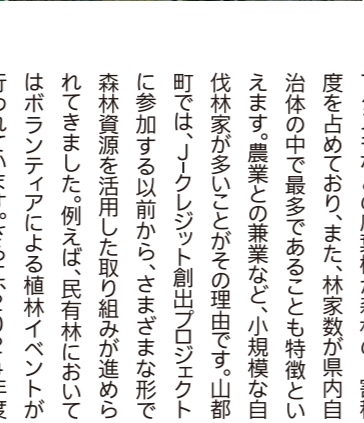 度を占めており、また、林家数が県内自
治体の中で最多であることも特徴とい
えます。農業との兼業など、小規模な自
伐林家が多いことがその理由です。山都
町では、J-クレジット創出プロジェクト
に参加する以前から、さまざまな形で
森林資源を活用した取り組みが進めら
れてきました。例えば、民有林において
はボランティアによる植林イベントが